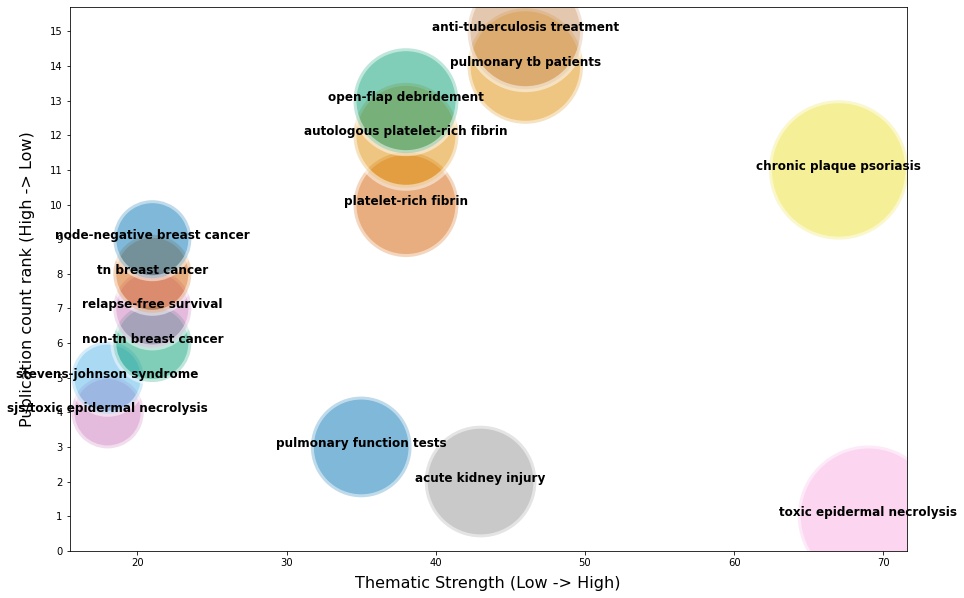 15
anti-tuberculosis treatment
14
pulmonary tb patients
13
open-flap debridement
12
autologous platelet-rich fibrin
11
chronic plaque psoriasis
10
platelet-rich fibrin
9
node-negative breast cancer
8
tn breast cancer
7
relapse-free survival
6
non-tn breast cancer
5
stevens-johnson syndrome
4
sjs/toxic epidermal necrolysis
3
pulmonary function tests
2
acute kidney injury
1
toxic epidermal necrolysis
0
Publication count rank (High -> Low)
20 30 40 50 60 70
Thematic Strength (Low -> High)